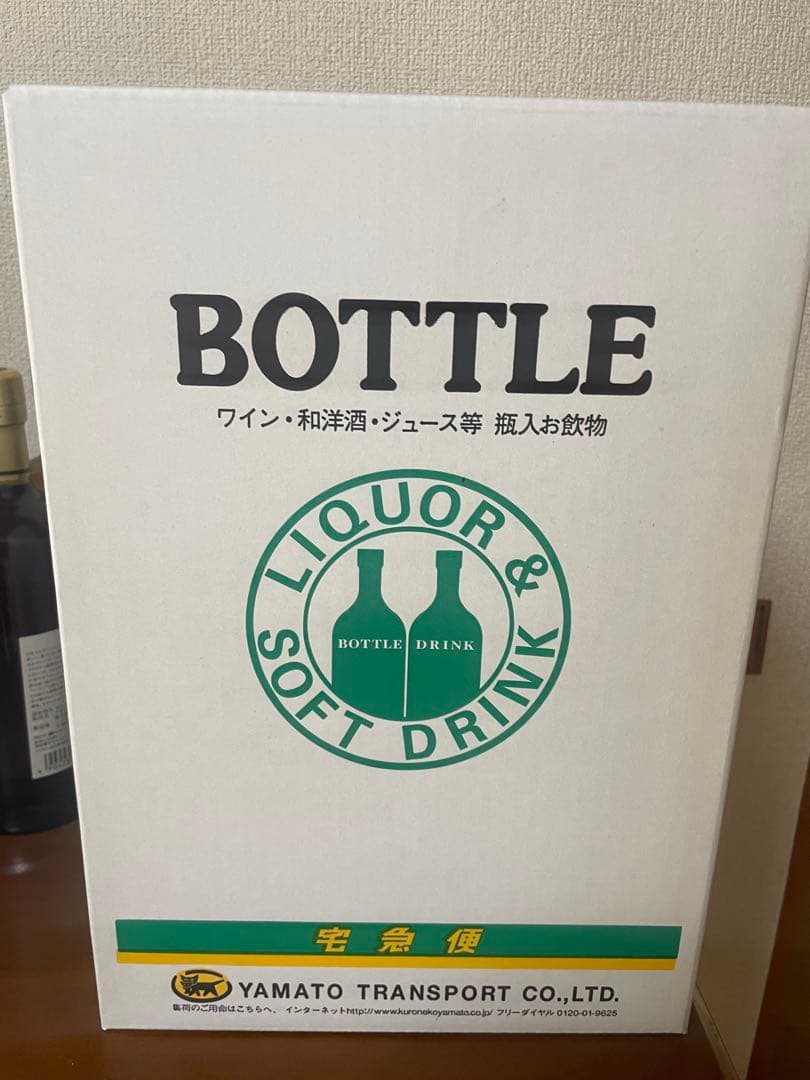 BOTTLE
ワイン・和洋酒・ジュース等 瓶入お飲物
LIQUOR &
BOTTLE DRINK
SOFT DRINK
宅急便
YAMATO TRANSPORT CO.,LTD.
集荷のご用命はこちらへ、インターネットhttp://www.kuronekoyamato.co.jp/ フリーダイヤル 0120-01-9625